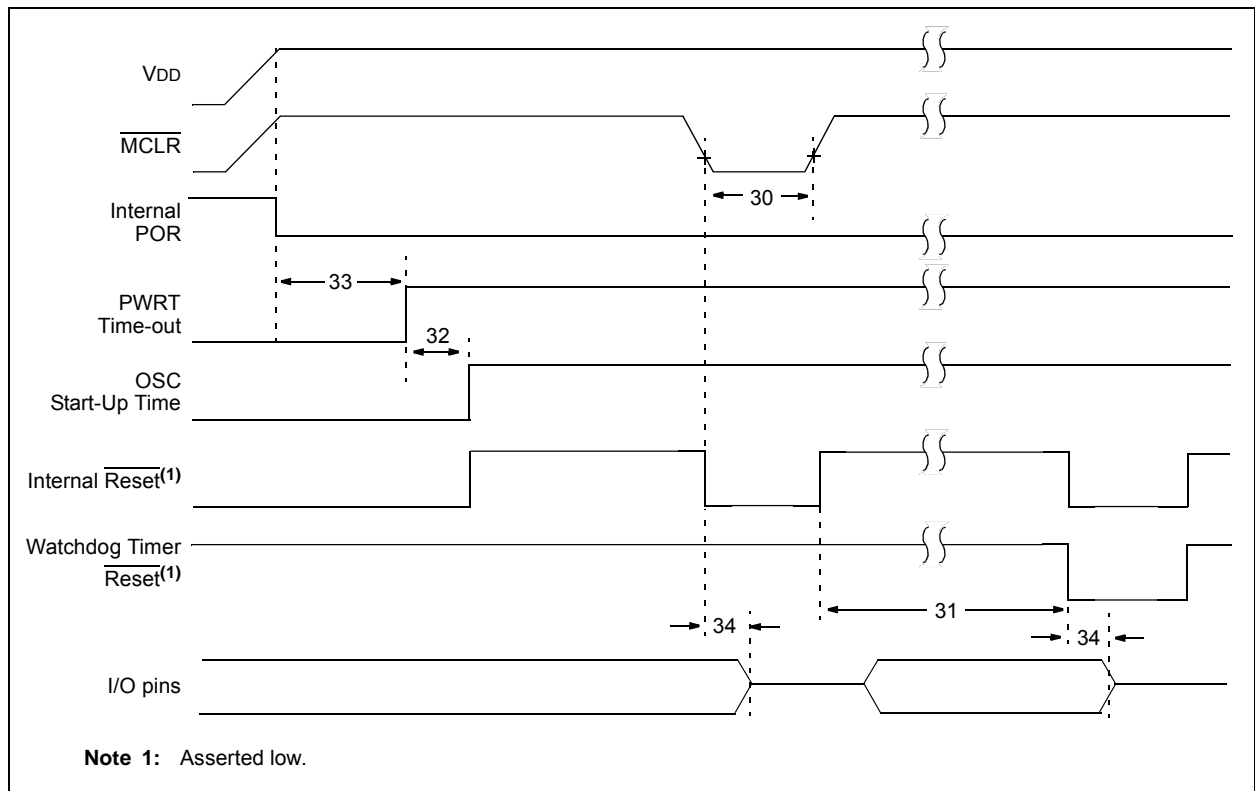 VDD
MCLR
Internal
POR
30
33
PWRT
Time-out
32
OSC
Start-Up Time
Internal Reset(1)
Watchdog Timer
Reset(1)
31
34
34
I/O pins
Note 1: Asserted low.